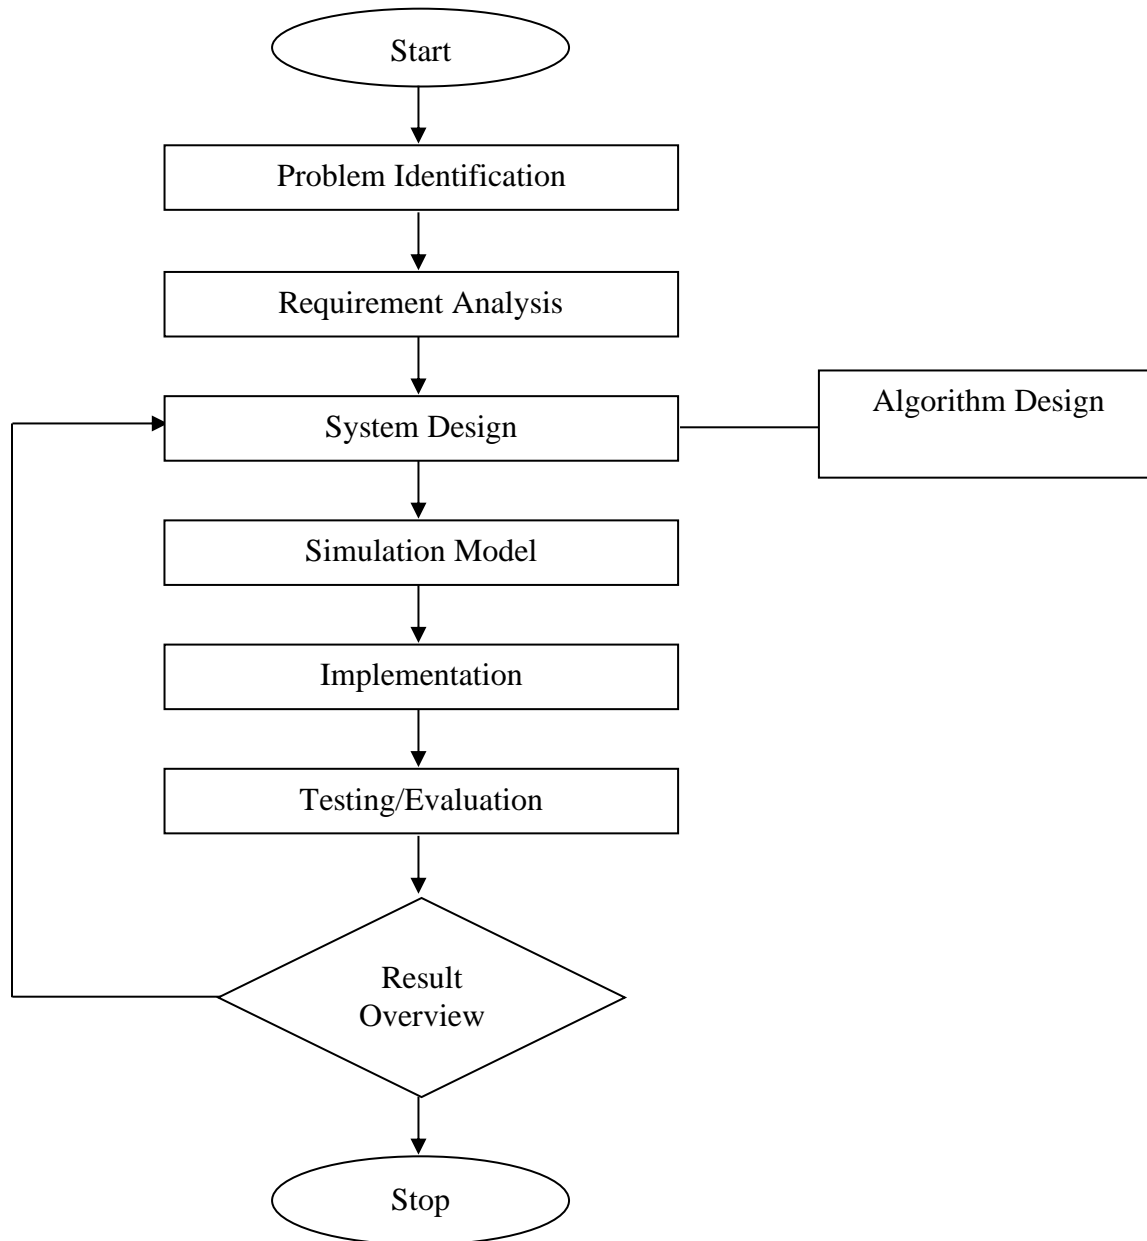 Start
Problem Identification
Requirement Analysis
System Design
Algorithm Design
Simulation Model
Implementation
Testing/Evaluation
Result
Overview
Stop